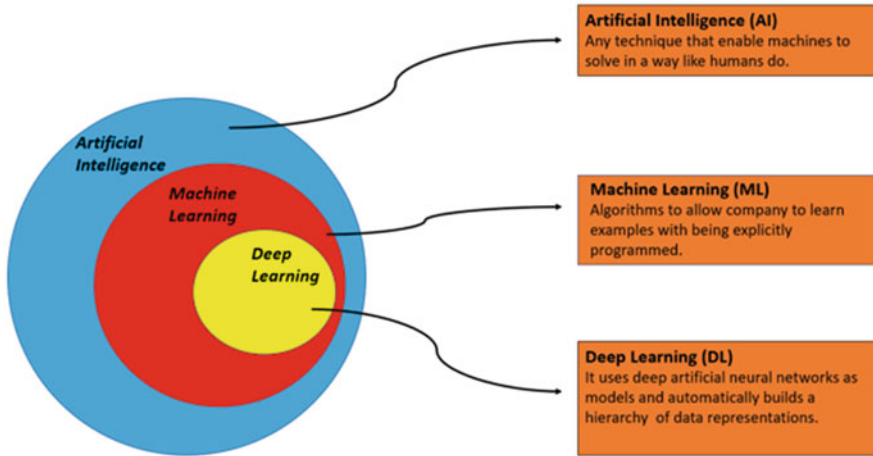 Artificial
Intelligence
Machine
Learning
Deep
Learning
Artificial Intelligence (AI)
Any technique that enable machines to
solve in a way like humans do.
Machine Learning (ML)
Algorithms to allow company to learn
examples with being explicitly
programmed.
Deep Learning (DL)
It uses deep artificial neural networks as
models and automatically builds a
hierarchy of data representations.